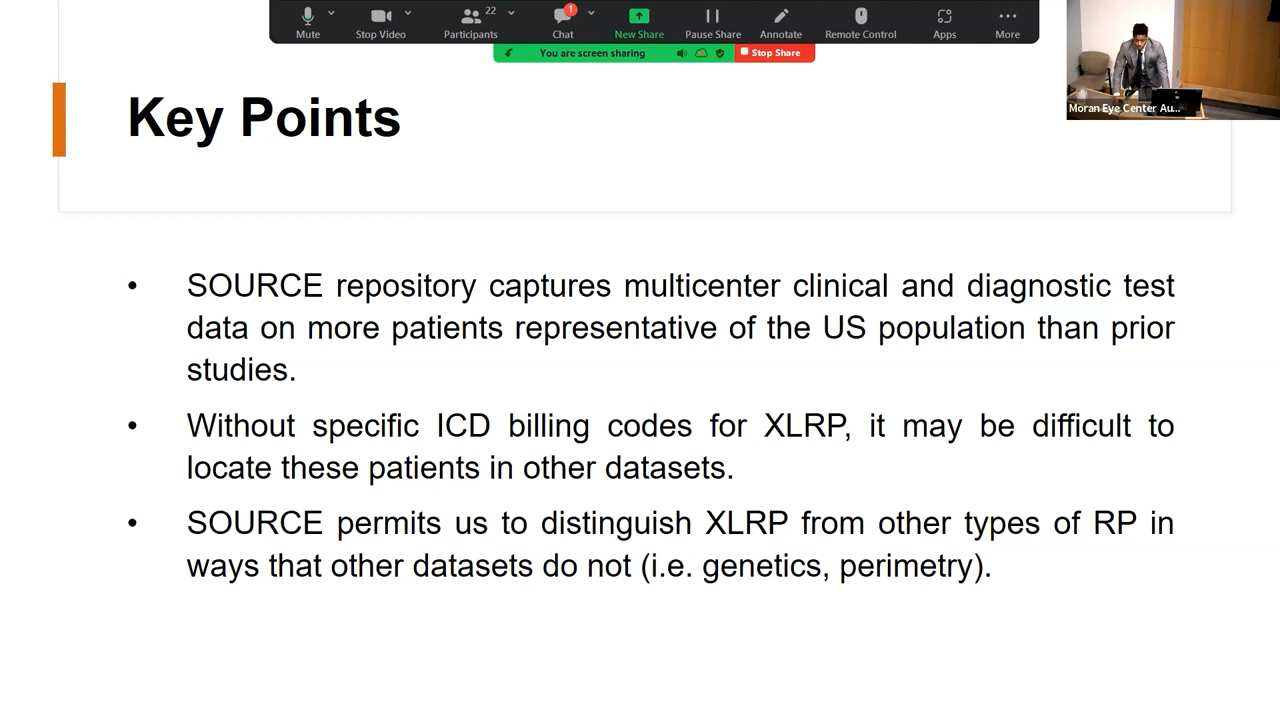 22
1
Mute
Stop Video
Participants
Chat
New Share
Pause Share
Annotate
Remote Control
Apps
More
You are screen sharing
Stop Share
Moran Eye Center Au...
Key Points
• SOURCE repository captures multicenter clinical and diagnostic test
data on more patients representative of the US population than prior
studies.
• Without specific ICD billing codes for XLRP, it may be difficult to
locate these patients in other datasets.
• SOURCE permits us to distinguish XLRP from other types of RP in
ways that other datasets do not (i.e. genetics, perimetry).